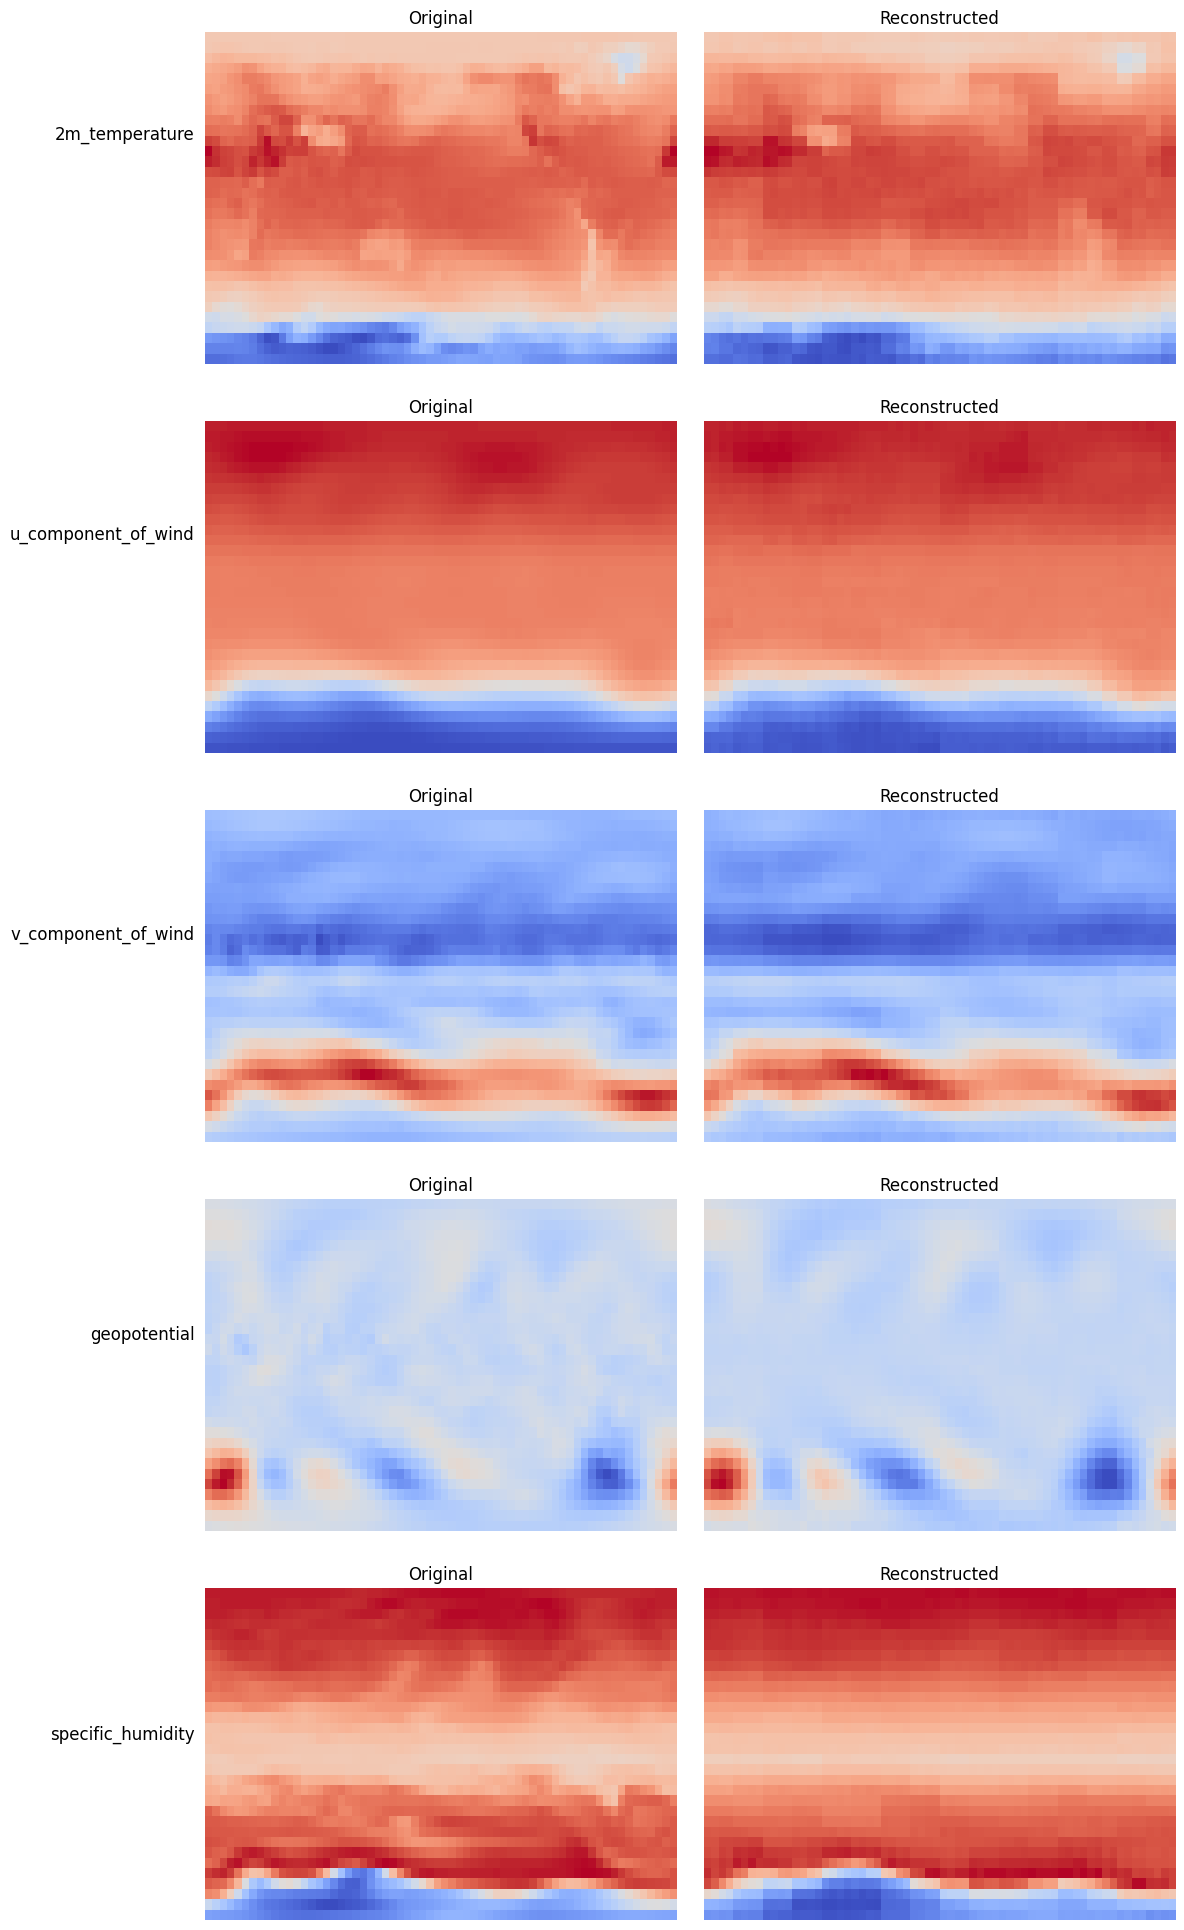 Original Reconstructed
2m_temperature
Original Reconstructed
u_component_of_wind
Original Reconstructed
v_component_of_wind
Original Reconstructed
geopotential
Original Reconstructed
specific_humidity